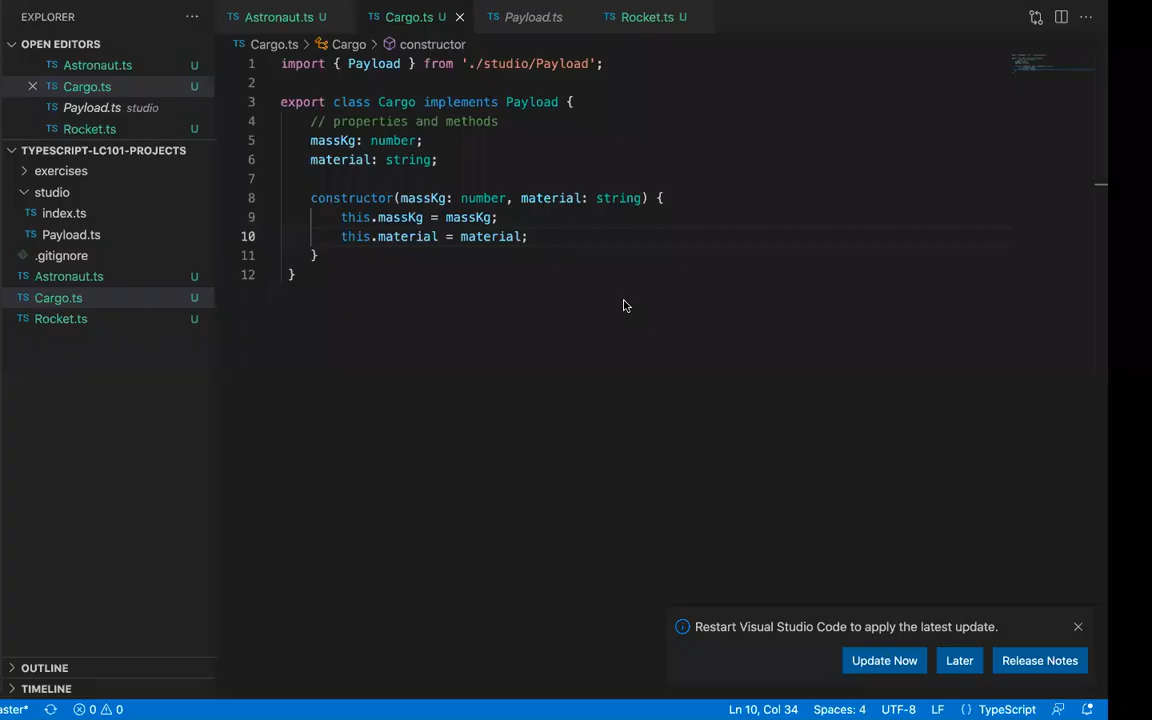 EXPLORER ···
OPEN EDITORS
TS Astronaut.ts U
Cargo.ts U
TS Payload.ts studio
TS Rocket.ts U
TYPESCRIPT-LC101-PROJECTS
exercises
studio
TS index.ts
TS Payload.ts
.gitignore
TS Astronaut.ts U
TS Cargo.ts U
TS Rocket.ts U
OUTLINE
TIMELINE
TS Astronaut.ts U
TS Cargo.ts U
TS Payload.ts
TS Rocket.ts U
TS Cargo.ts > Cargo > constructor
1 import { Payload } from './studio/Payload';
2
3 export class Cargo implements Payload {
4 // properties and methods
5 massKg: number;
6 material: string;
7
8 constructor(massKg: number, material: string) {
9 this.massKg = massKg;
10 this.material = material;
11 }
12 }
Restart Visual Studio Code to apply the latest update.
Update Now
Later
Release Notes
aster* 0 0 Ln 10, Col 34 Spaces: 4 UTF-8 LF {} TypeScript